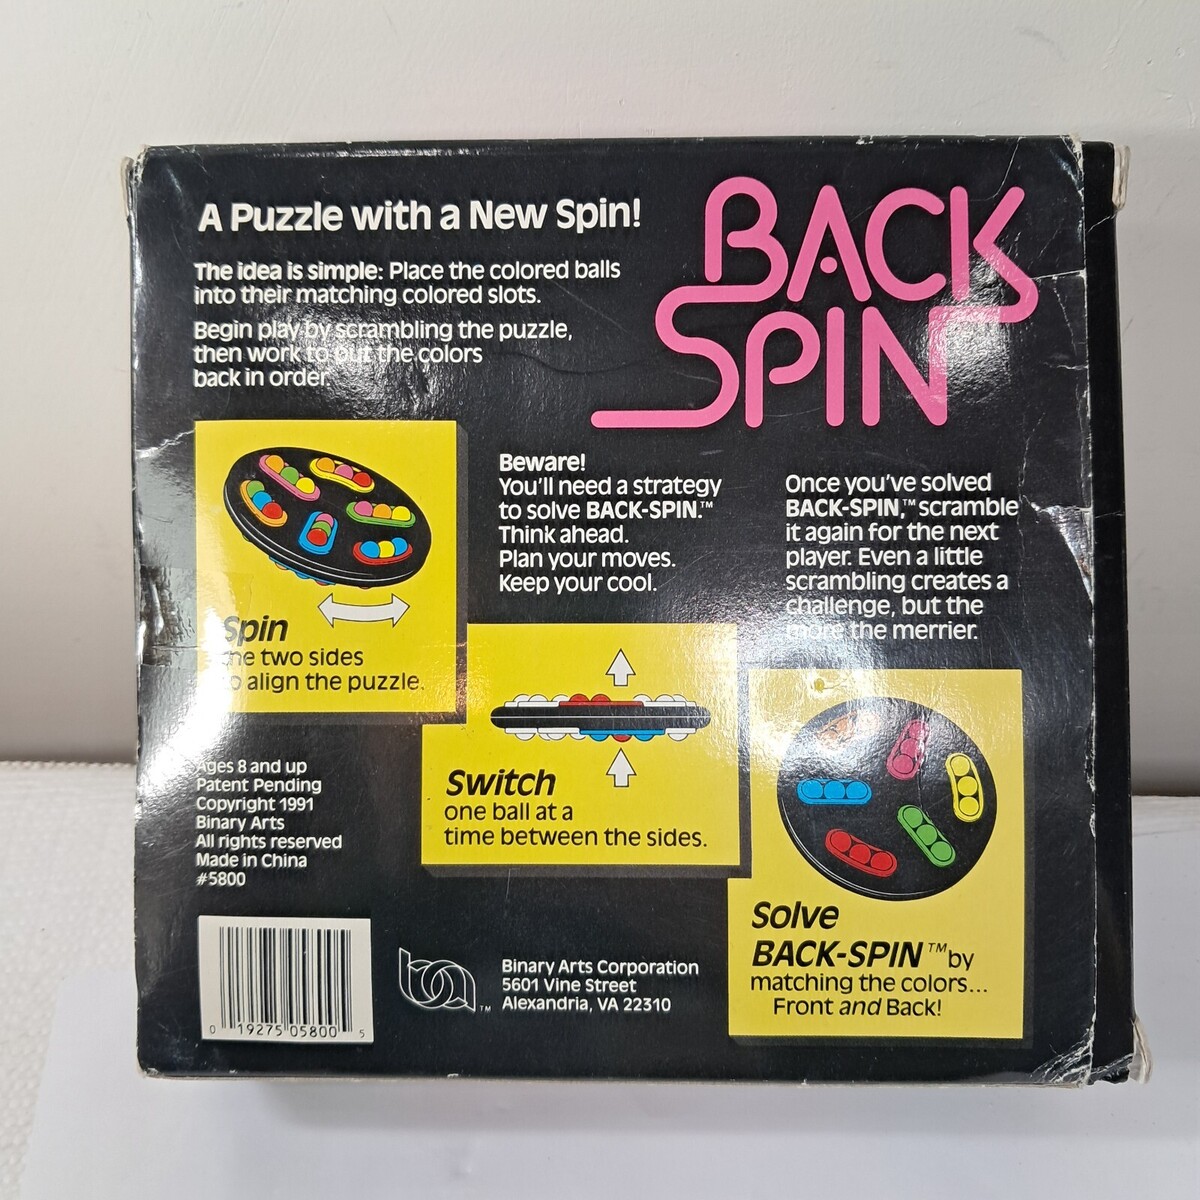 A Puzzle with a New Spin!
The idea is simple: Place the colored balls
into their matching colored slots.
Begin play by scrambling the puzzle,
then work to put the colors
back in order.
BACK
SPIN
Beware!
You'll need a strategy
to solve BACK-SPIN.™
Think ahead.
Plan your moves.
Keep your cool.
Once you've solved
BACK-SPIN,™ scramble
it again for the next
player. Even a little
scrambling creates a
challenge, but the
more the merrier.
Spin
the two sides
to align the puzzle.
Switch
one ball at a
time between the sides.
Solve
BACK-SPIN™ by
matching the colors...
Front and Back!
Ages 8 and up
Patent Pending
Copyright 1991
Binary Arts
All rights reserved
Made in China
#5800
0 19275 05800 5
ba™
Binary Arts Corporation
5601 Vine Street
Alexandria, VA 22310